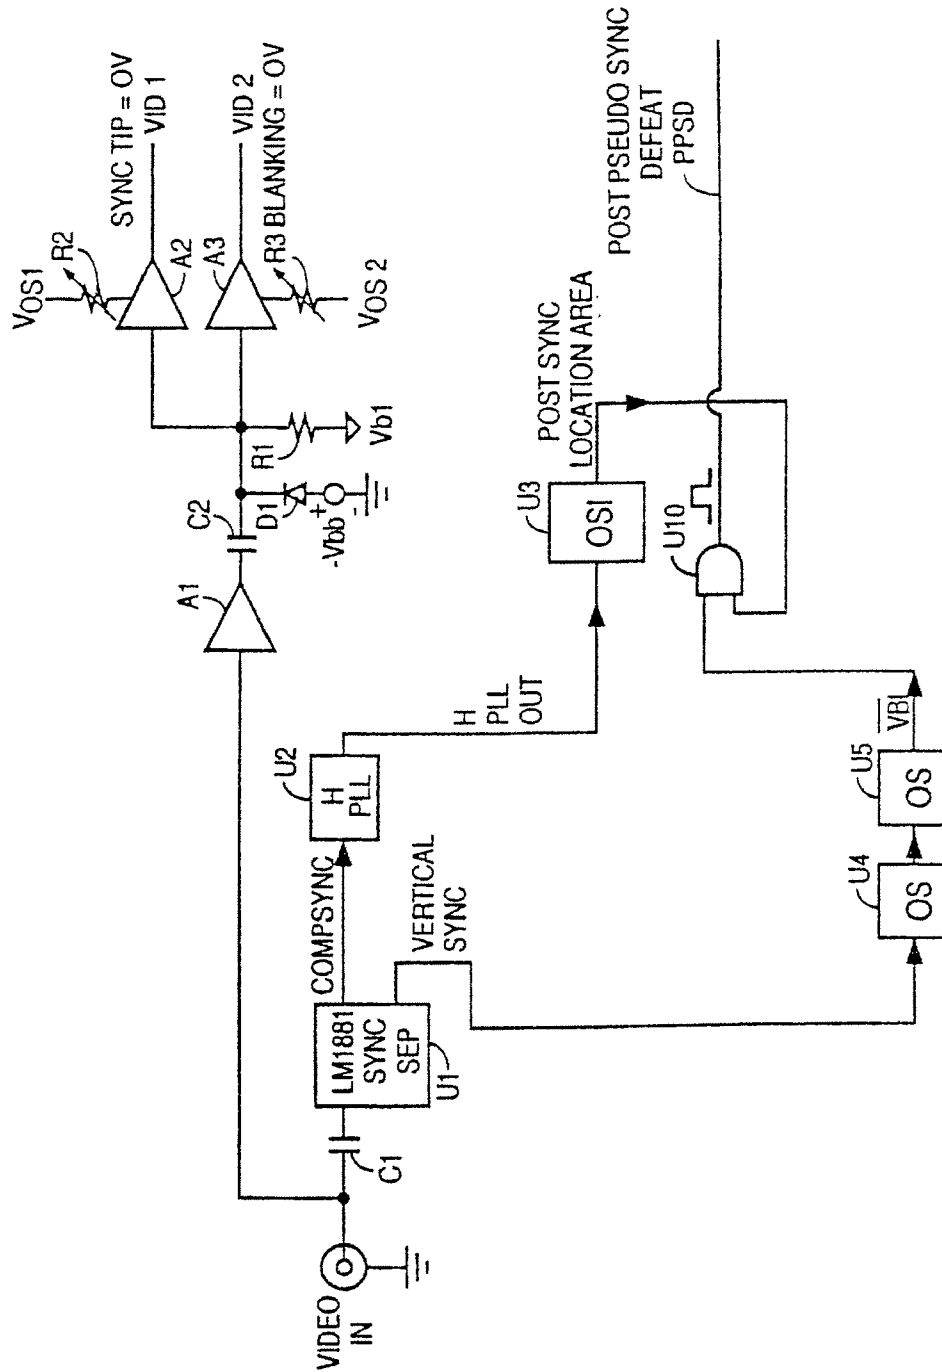 VIDEO
IN
C1
LM1881
SYNC
SEP
U1
COMPSYNC
VERTICAL
SYNC
U2
H
PLL
H
PLL
OUT
A1
C2
D1
+
-Vbb
-
R1
Vb1
VOS1
R2
A2
SYNC TIP = OV
VID 1
A3
VID 2
R3 BLANKING = OV
VOS 2
U3
OSI
POST SYNC
LOCATION AREA
U4
OS
U5
OS
VBI
U10
POST PSEUDO SYNC
DEFEAT
PPSD